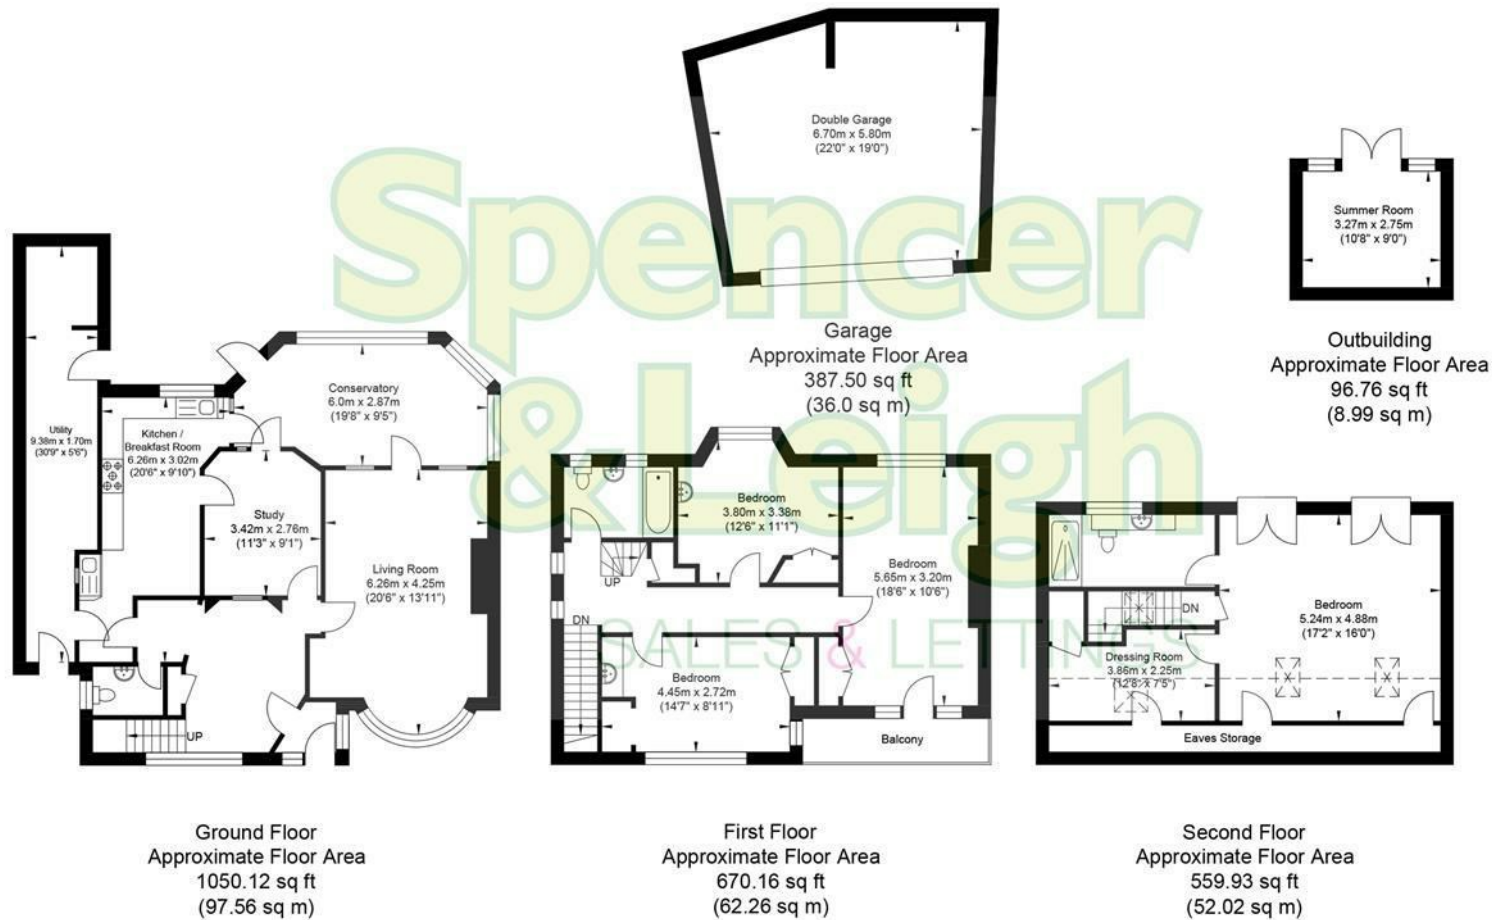 Double Garage
6.70m x 5.80m
(22'0" x 19'0")
Garage
Approximate Floor Area
387.50 sq ft
(36.0 sq m)
Summer Room
3.27m x 2.75m
(10'8" x 9'0")
Outbuilding
Approximate Floor Area
96.76 sq ft
(8.99 sq m)
Spencer
& Leigh
SALES & LETTINGS
Utility
9.38m x 1.70m
(30'9" x 5'6")
Kitchen /
Breakfast Room
6.26m x 3.02m
(20'6" x 9'10")
Conservatory
6.0m x 2.87m
(19'8" x 9'5")
Study
3.42m x 2.76m
(11'3" x 9'1")
Living Room
6.26m x 4.25m
(20'6" x 13'11")
UP
Ground Floor
Approximate Floor Area
1050.12 sq ft
(97.56 sq m)
Bedroom
3.80m x 3.38m
(12'6" x 11'1")
Bedroom
5.65m x 3.20m
(18'6" x 10'6")
UP
DN
Bedroom
4.45m x 2.72m
(14'7" x 8'11")
Balcony
First Floor
Approximate Floor Area
670.16 sq ft
(62.26 sq m)
DN
Bedroom
5.24m x 4.88m
(17'2" x 16'0")
Dressing Room
3.86m x 2.25m
(12'8" x 7'5")
Eaves Storage
Second Floor
Approximate Floor Area
559.93 sq ft
(52.02 sq m)